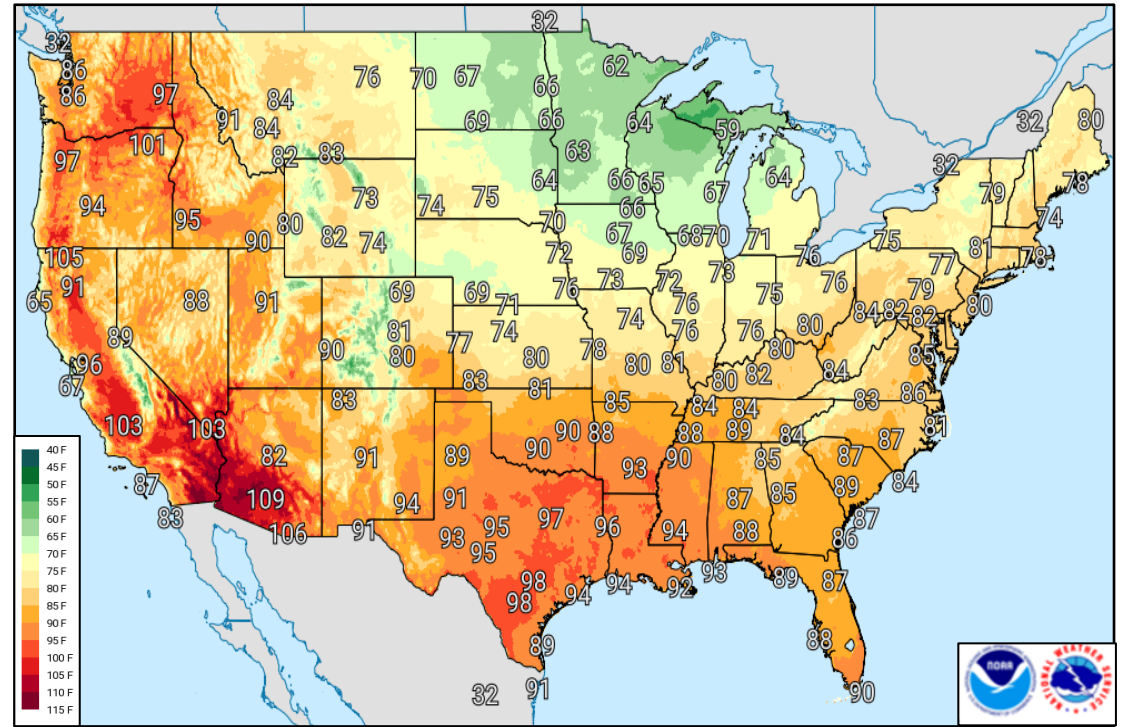 32
32 86 76 70 67 62
86 97 84 66
91 84 69 66 64 59 32 80
97 101 82 83 63 32
94 95 80 73 74 75 64 66 65 67 64 79 78
90 82 74 70 66 74
105 72 67 69 68 70 71 76 75 81 77 78
91 88 91 69 69 76 73 72 73 75 76 79
65 71 76 84 82 82 80
89 81 77 74 74 76 76 80
96 90 80 80 78 80 81 80 84 85
67 83 83 81 85 80 82 83 86
103 103 84 84 81
82 91 89 90 90 88 88 89 84 87
87 109 93 90 85 87 84
83 94 91 87 85 89
106 91 93 95 97 96 94 88 87
95 86
98 98 94 94 92 93 89 87
89 88
32 91 90
40 F
45 F
50 F
55 F
60 F
65 F
70 F
75 F
80 F
85 F
90 F
95 F
100 F
105 F
110 F
115 F
NOAA
NATIONAL WEATHER SERVICE